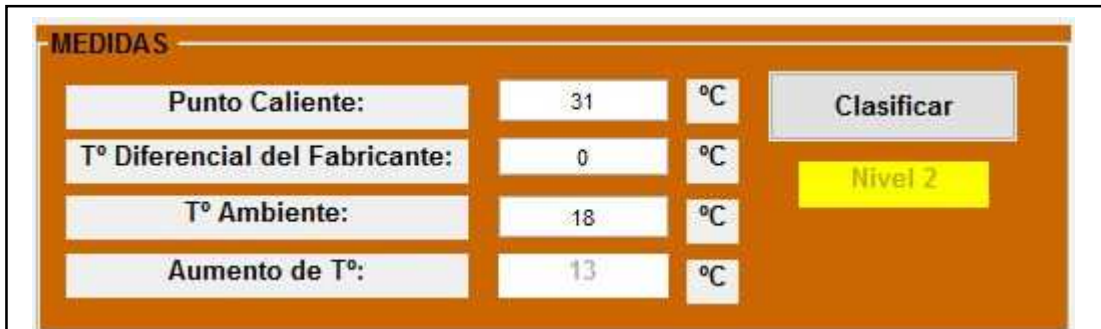 MEDIDAS
Punto Caliente: 31 ºC Clasificar
Tº Diferencial del Fabricante: 0 ºC
Nivel 2
Tº Ambiente: 18 ºC
Aumento de Tº: 13 ºC